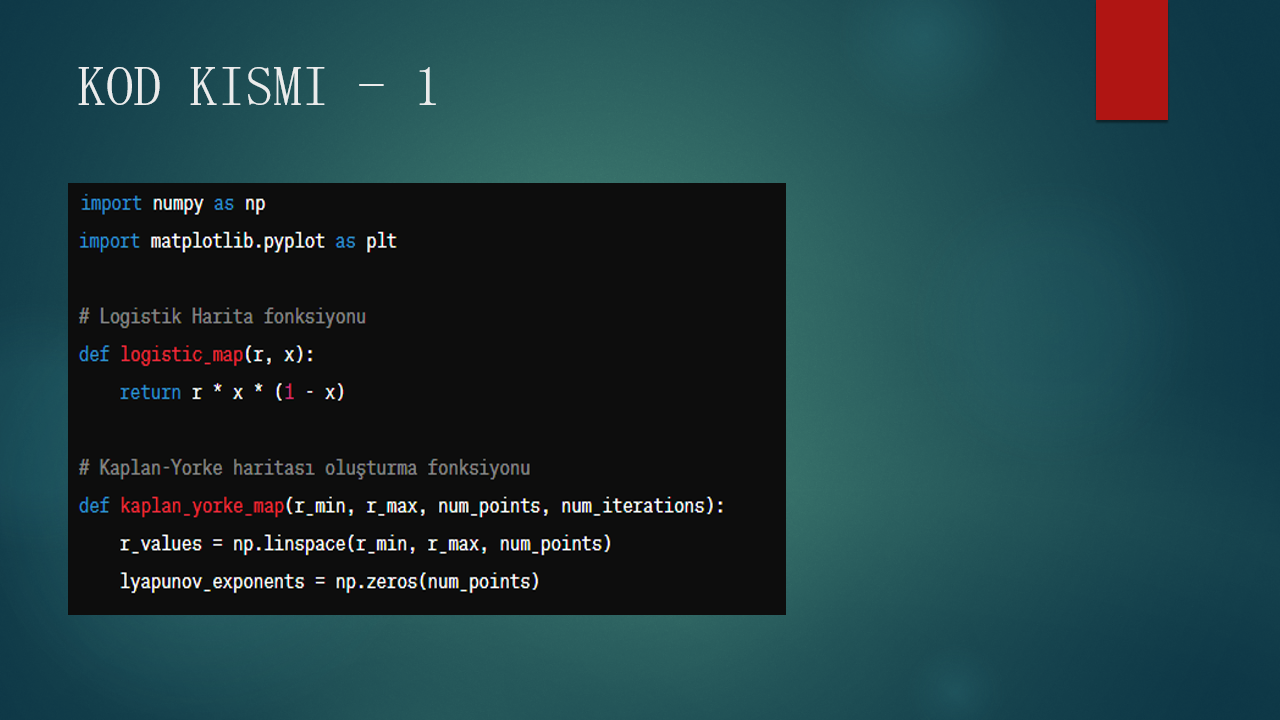 KOD KISMI - 1
import numpy as np
import matplotlib.pyplot as plt
# Logistik Harita fonksiyonu
def logistic_map(r, x):
    return r * x * (1 - x)
# Kaplan-Yorke haritası oluşturma fonksiyonu
def kaplan_yorke_map(r_min, r_max, num_points, num_iterations):
    r_values = np.linspace(r_min, r_max, num_points)
    lyapunov_exponents = np.zeros(num_points)